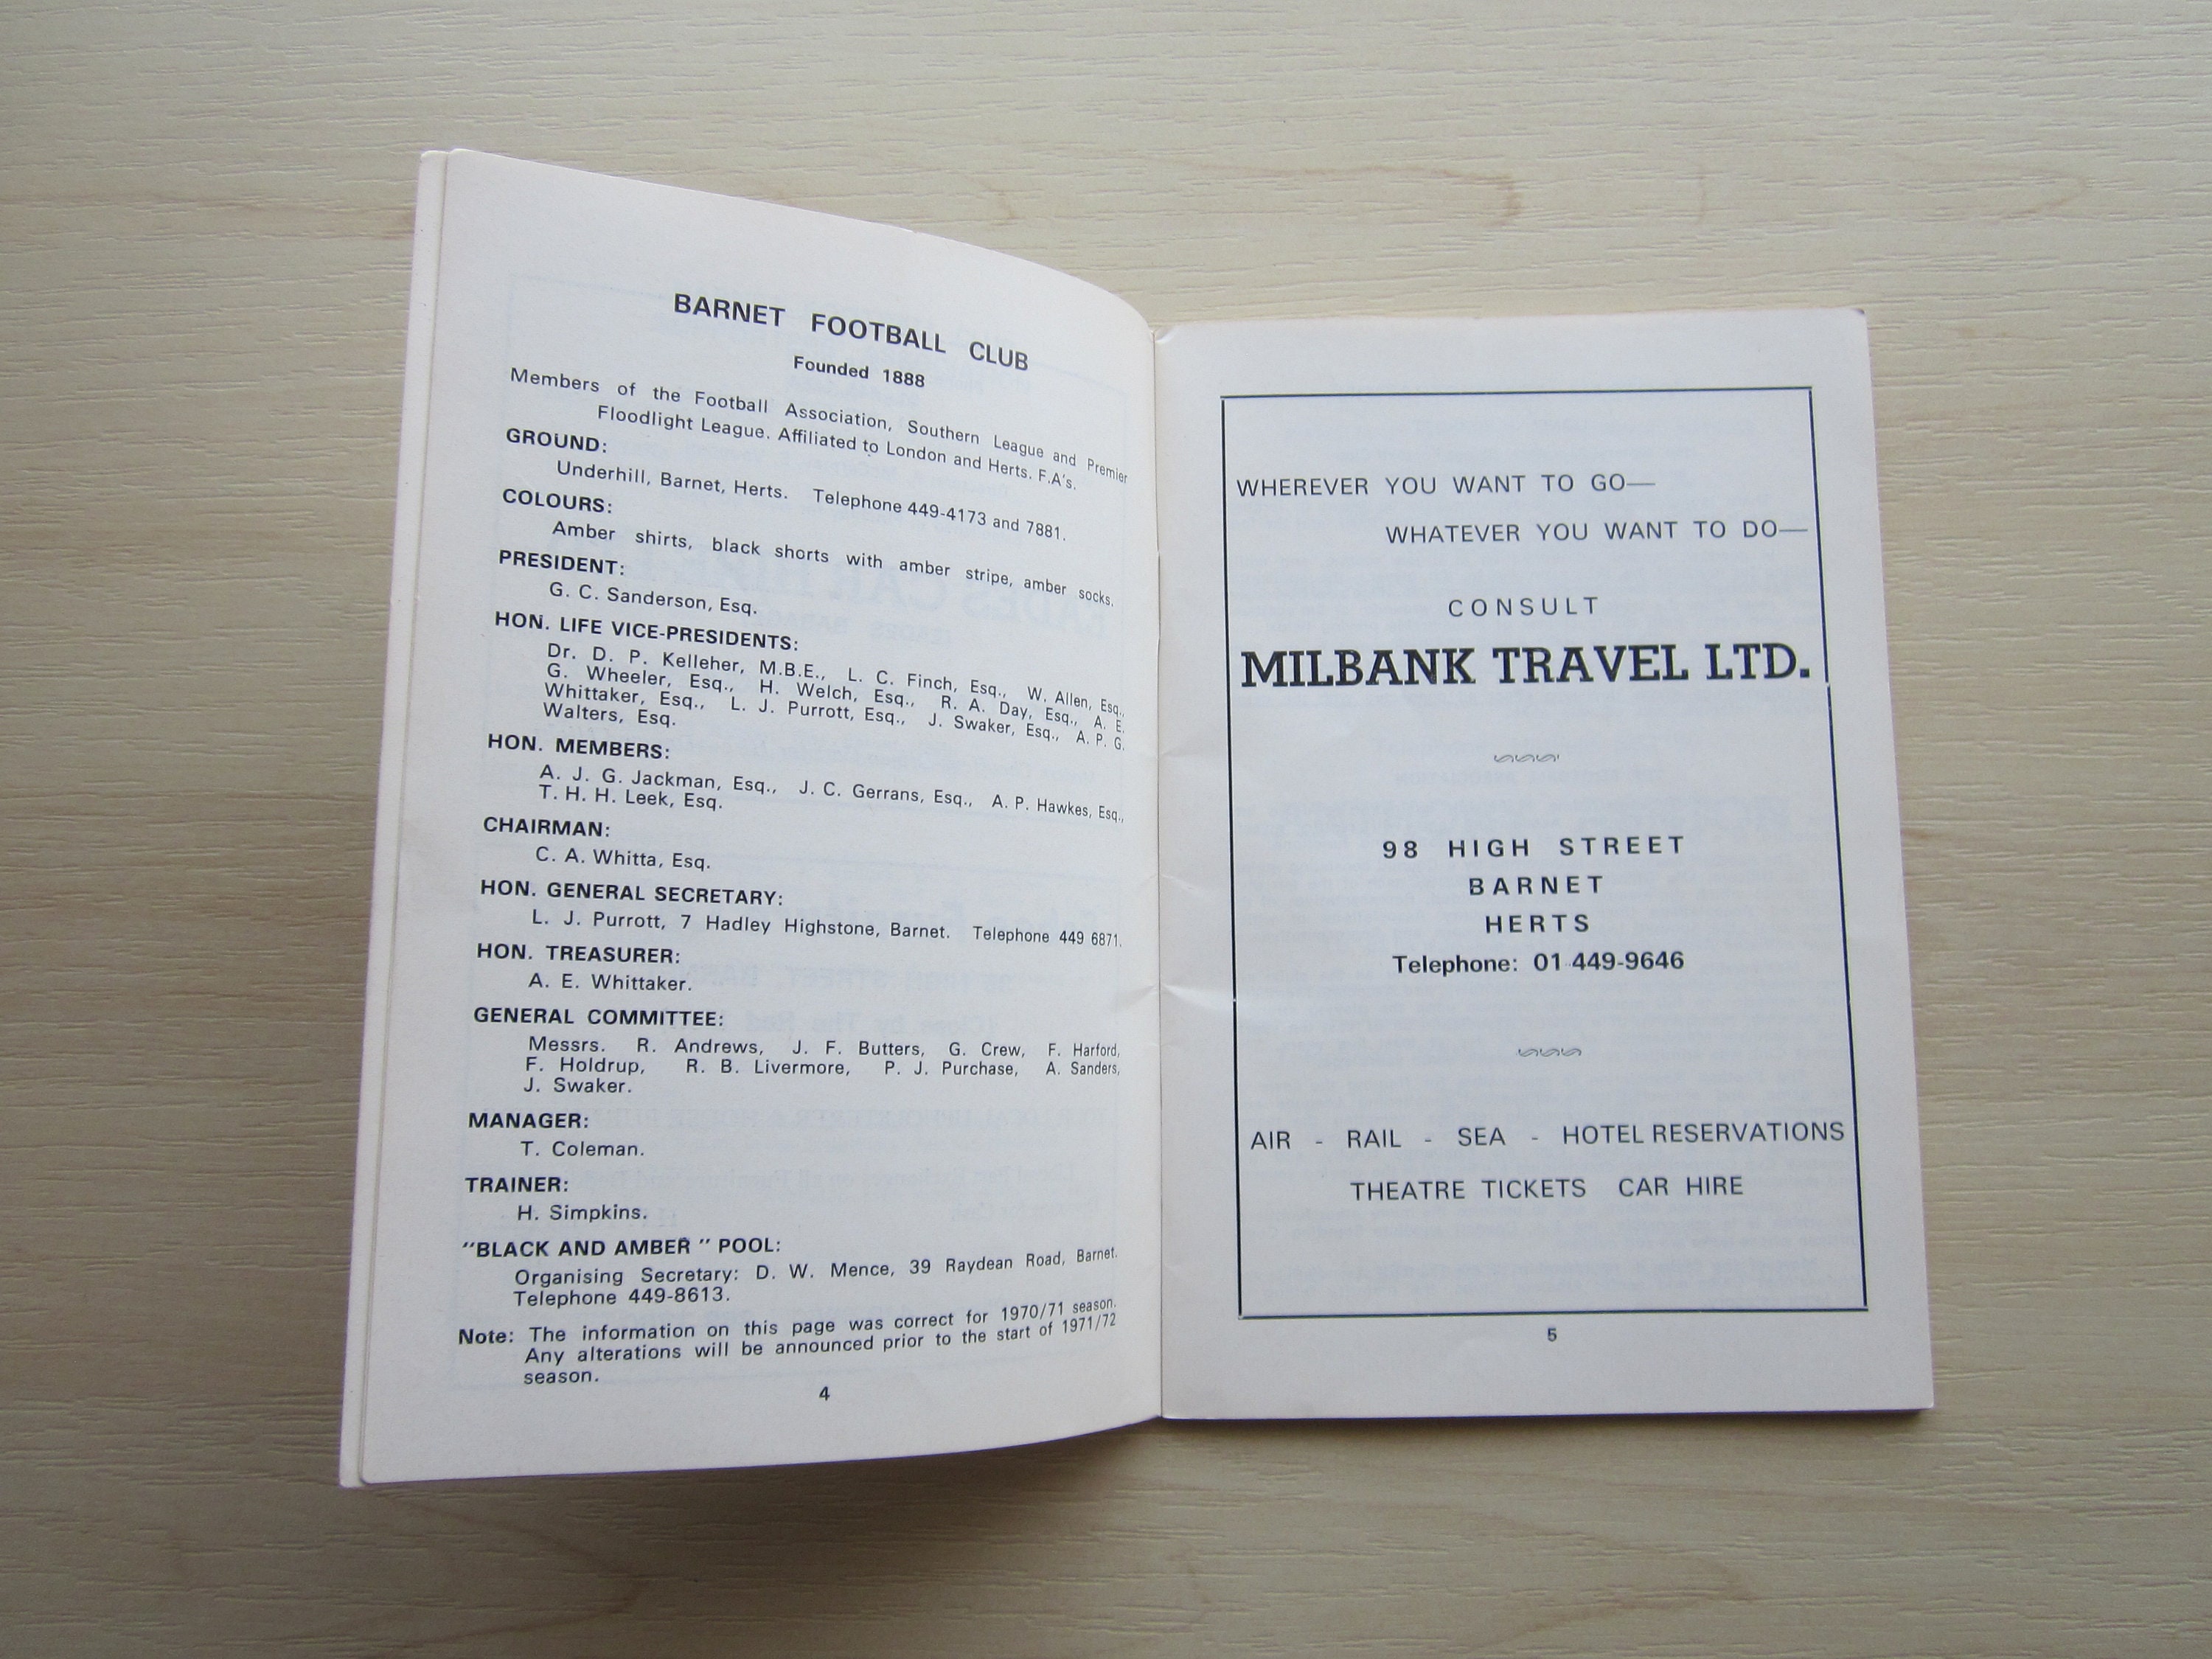 BARNET FOOTBALL CLUB
Founded 1888
Members of the Football Association, Southern League and Premier
Floodlight League. Affiliated to London and Herts. F.A's.
GROUND:
Underhill, Barnet, Herts. Telephone 449-4173 and 7881.
COLOURS:
Amber shirts, black shorts with amber stripe, amber socks.
PRESIDENT:
G. C. Sanderson, Esq.
HON. LIFE VICE-PRESIDENTS:
Dr. D. P. Kelleher, M.B.E., L. C. Finch, Esq., W. Allen, Esq.,
G. Wheeler, Esq., H. Welch, Esq., R. A. Day, Esq., A. E.
Whittaker, Esq., L. J. Purrott, Esq., J. Swaker, Esq., A. P. G.
Walters, Esq.
HON. MEMBERS:
A. J. G. Jackman, Esq., J. C. Gerrans, Esq., A. P. Hawkes, Esq.,
T. H. H. Leek, Esq.
CHAIRMAN:
C. A. Whitta, Esq.
HON. GENERAL SECRETARY:
L. J. Purrott, 7 Hadley Highstone, Barnet. Telephone 449 6871.
HON. TREASURER:
A. E. Whittaker.
GENERAL COMMITTEE:
Messrs. R. Andrews, J. F. Butters, G. Crew, F. Harford,
F. Holdrup, R. B. Livermore, P. J. Purchase, A. Sanders,
J. Swaker.
MANAGER:
T. Coleman.
TRAINER:
H. Simpkins.
"BLACK AND AMBER" POOL:
Organising Secretary: D. W. Mence, 39 Raydean Road, Barnet.
Telephone 449-8613.
Note: The information on this page was correct for 1970/71 season.
Any alterations will be announced prior to the start of 1971/72
season.
4
WHEREVER YOU WANT TO GO—
WHATEVER YOU WANT TO DO—
CONSULT
MILBANK TRAVEL LTD.
98 HIGH STREET
BARNET
HERTS
Telephone: 01-449-9646
AIR - RAIL - SEA - HOTEL RESERVATIONS
THEATRE TICKETS CAR HIRE
5